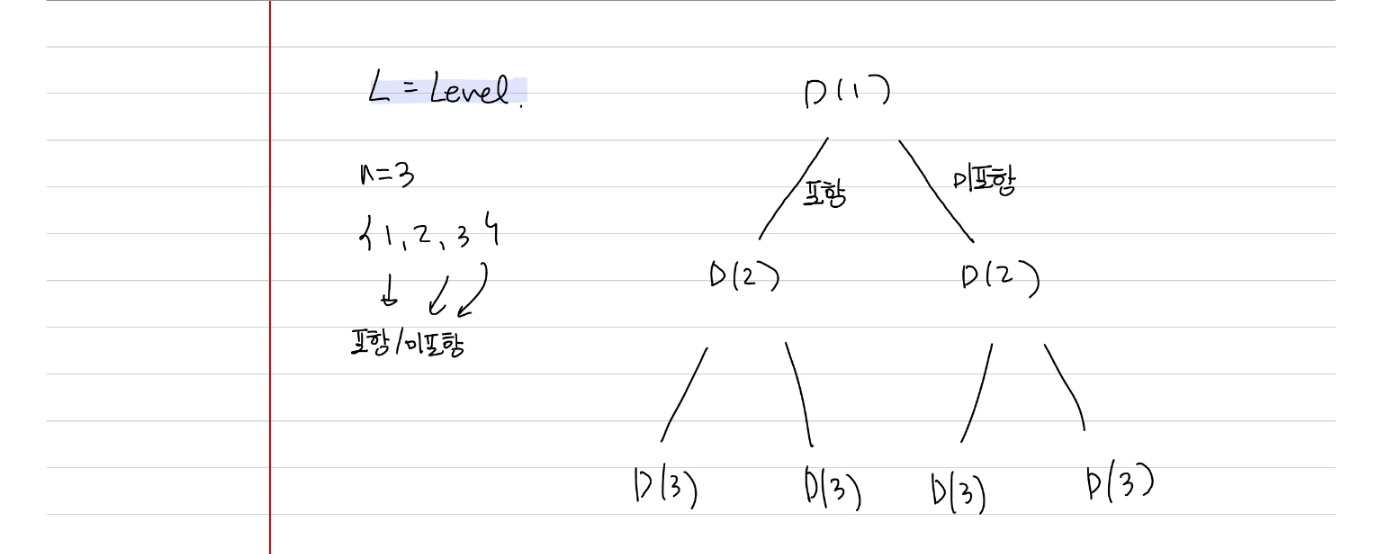 L = Level.
n=3
{1, 2, 3}
포함/미포함
D(1)
포함 미포함
D(2) D(2)
D(3) D(3) D(3) D(3)